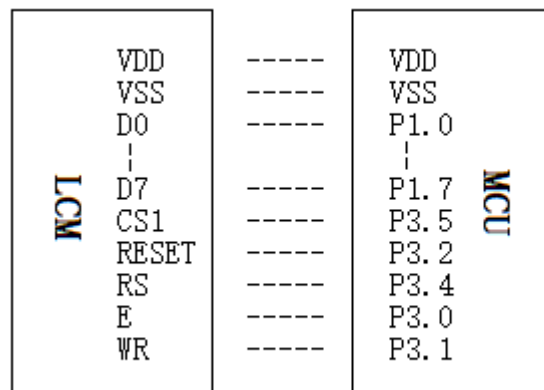 VDD ----- VDD
VSS ----- VSS
D0 ----- P1.0
¦ ¦
D7 ----- P1.7
CS1 ----- P3.5
RESET ----- P3.2
RS ----- P3.4
E ----- P3.0
WR ----- P3.1
LCM
MCU